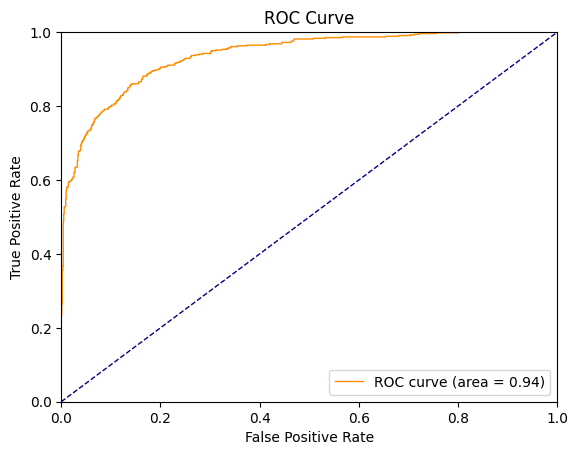 ROC Curve
True Positive Rate
1.0
0.8
0.6
0.4
0.2
0.0
ROC curve (area = 0.94)
0.0 0.2 0.4 0.6 0.8 1.0
False Positive Rate